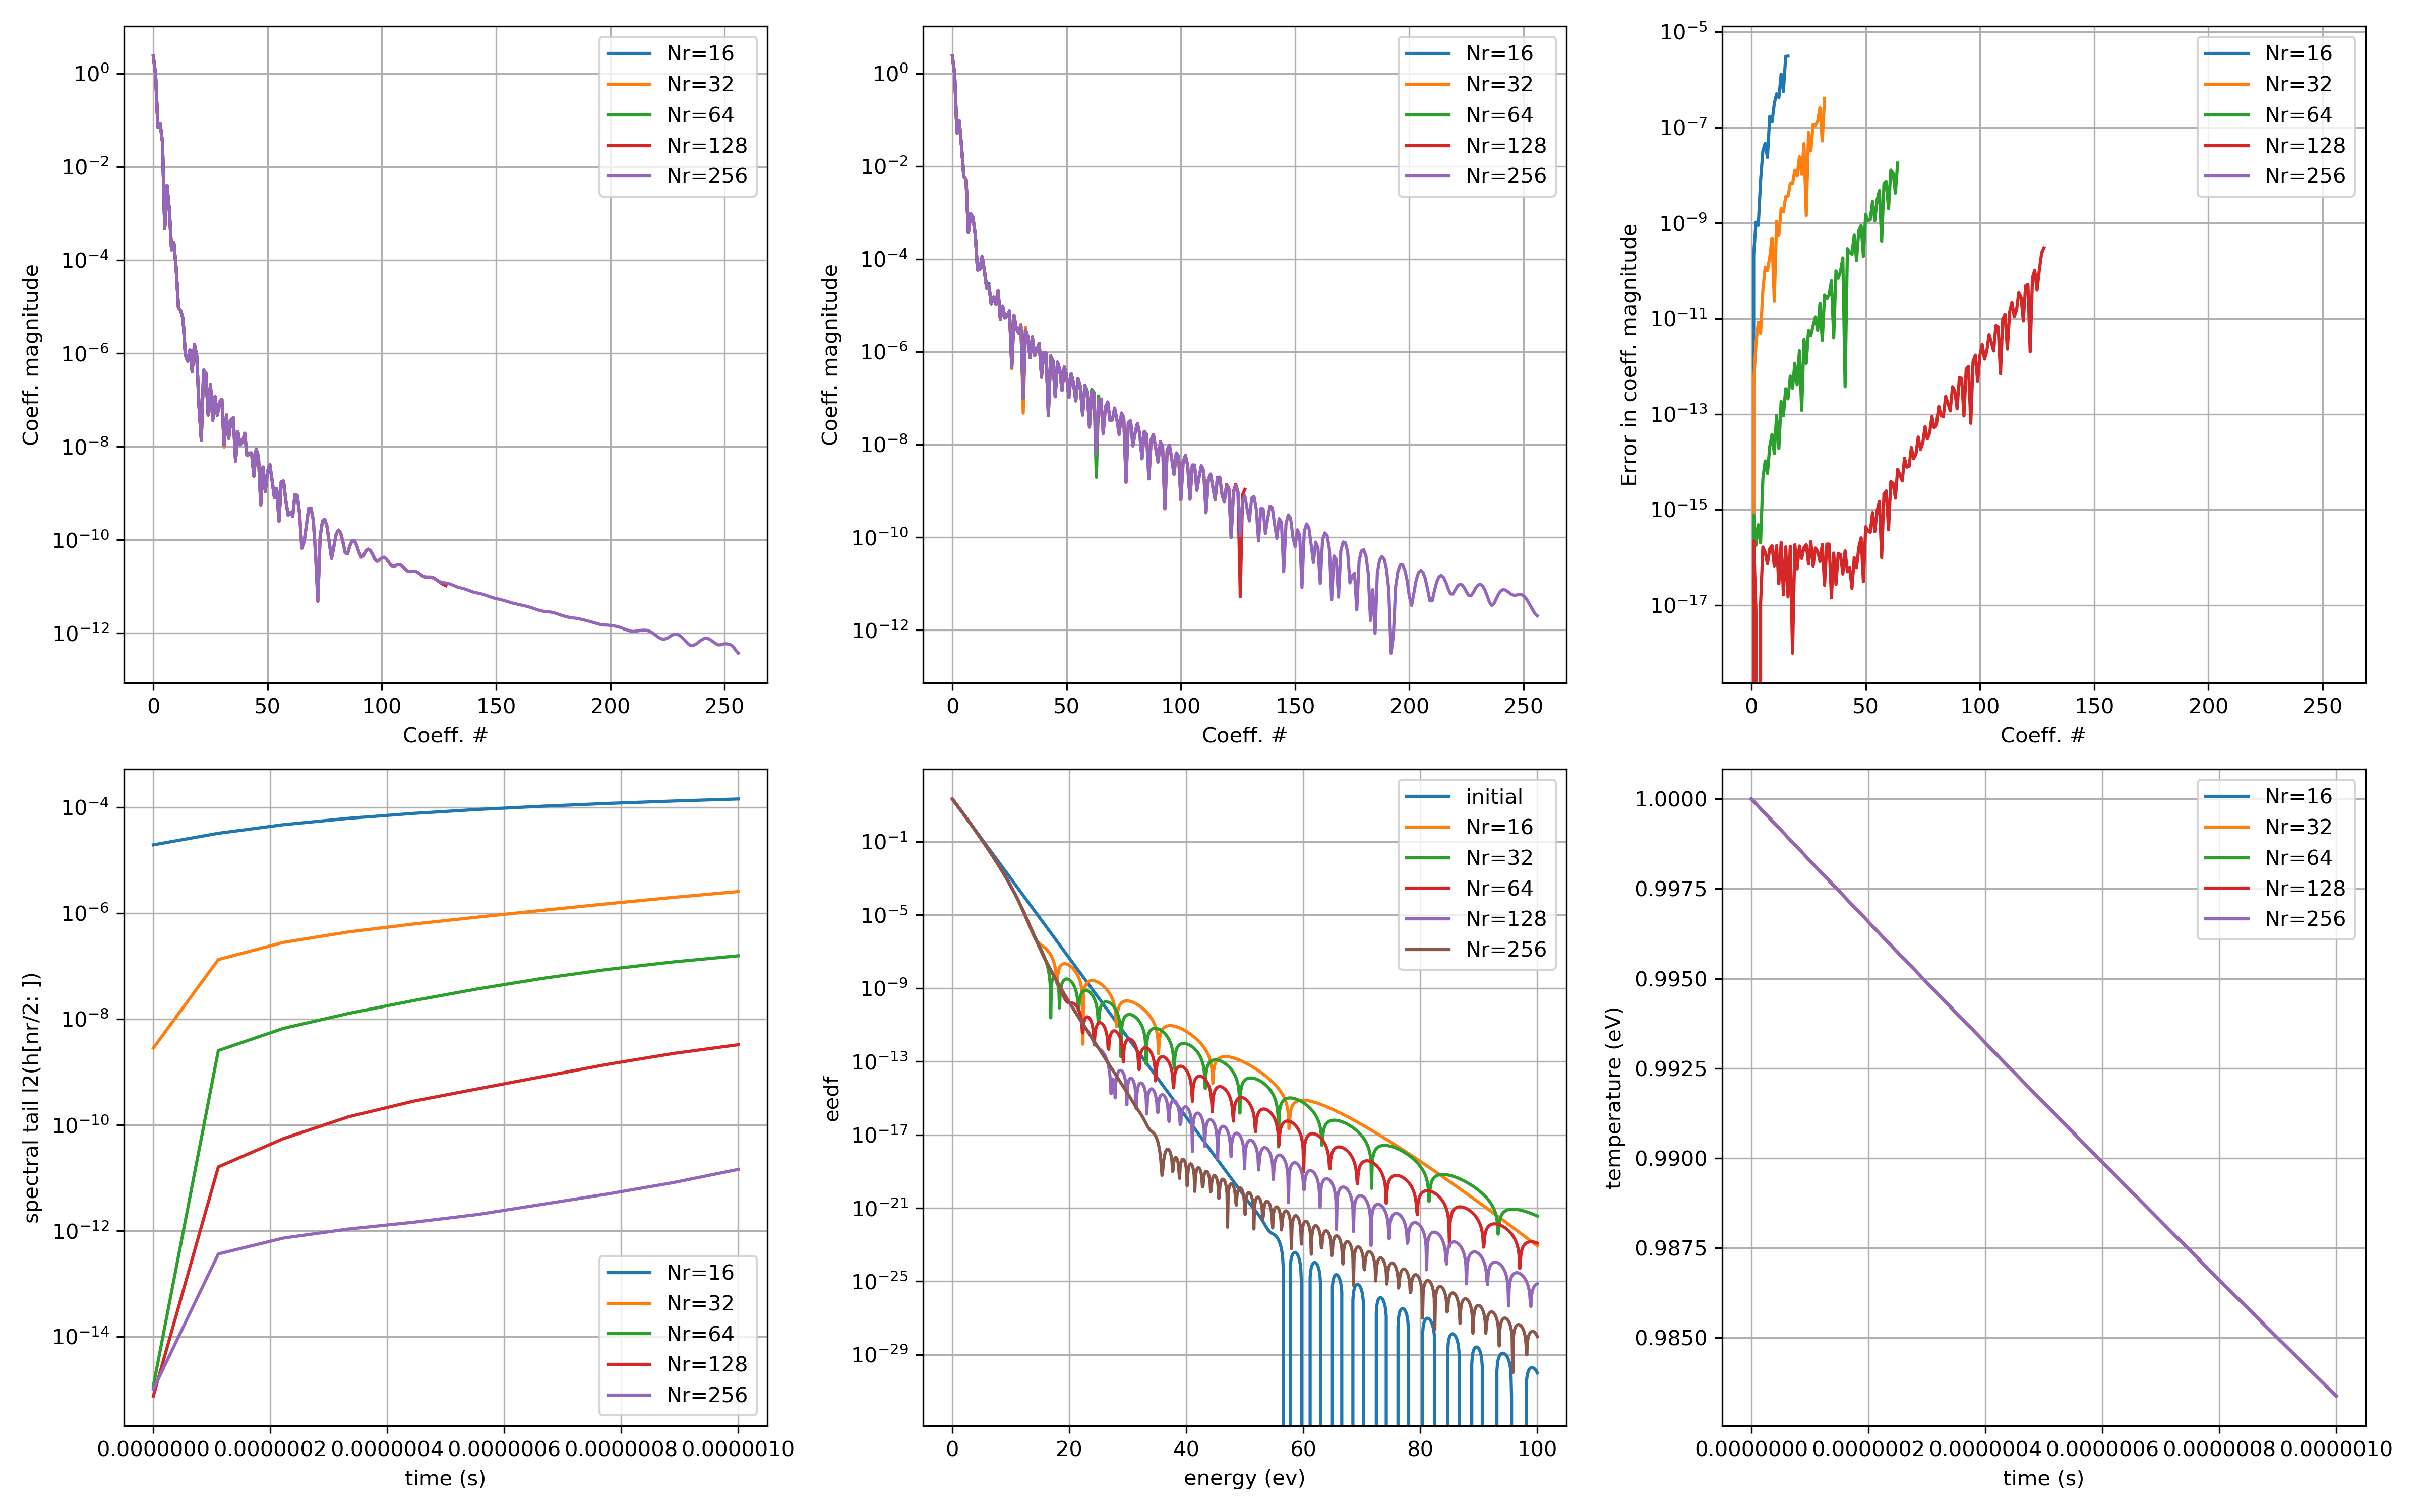 10^0
10^-2
10^-4
10^-6
10^-8
10^-10
10^-12
Coeff. magnitude
0 50 100 150 200 250
Coeff. #
Nr=16
Nr=32
Nr=64
Nr=128
Nr=256
10^0
10^-2
10^-4
10^-6
10^-8
10^-10
10^-12
Coeff. magnitude
0 50 100 150 200 250
Coeff. #
Nr=16
Nr=32
Nr=64
Nr=128
Nr=256
10^-5
10^-7
10^-9
10^-11
10^-13
10^-15
10^-17
Error in coeff. magnitude
0 50 100 150 200 250
Coeff. #
Nr=16
Nr=32
Nr=64
Nr=128
Nr=256
10^-4
10^-6
10^-8
10^-10
10^-12
10^-14
spectral tail l2(h[nr/2: ])
0.0000000 0.0000002 0.0000004 0.0000006 0.0000008 0.0000010
time (s)
Nr=16
Nr=32
Nr=64
Nr=128
Nr=256
10^-1
10^-5
10^-9
10^-13
10^-17
10^-21
10^-25
10^-29
eedf
0 20 40 60 80 100
energy (ev)
initial
Nr=16
Nr=32
Nr=64
Nr=128
Nr=256
1.0000
0.9975
0.9950
0.9925
0.9900
0.9875
0.9850
temperature (eV)
0.0000000 0.0000002 0.0000004 0.0000006 0.0000008 0.0000010
time (s)
Nr=16
Nr=32
Nr=64
Nr=128
Nr=256